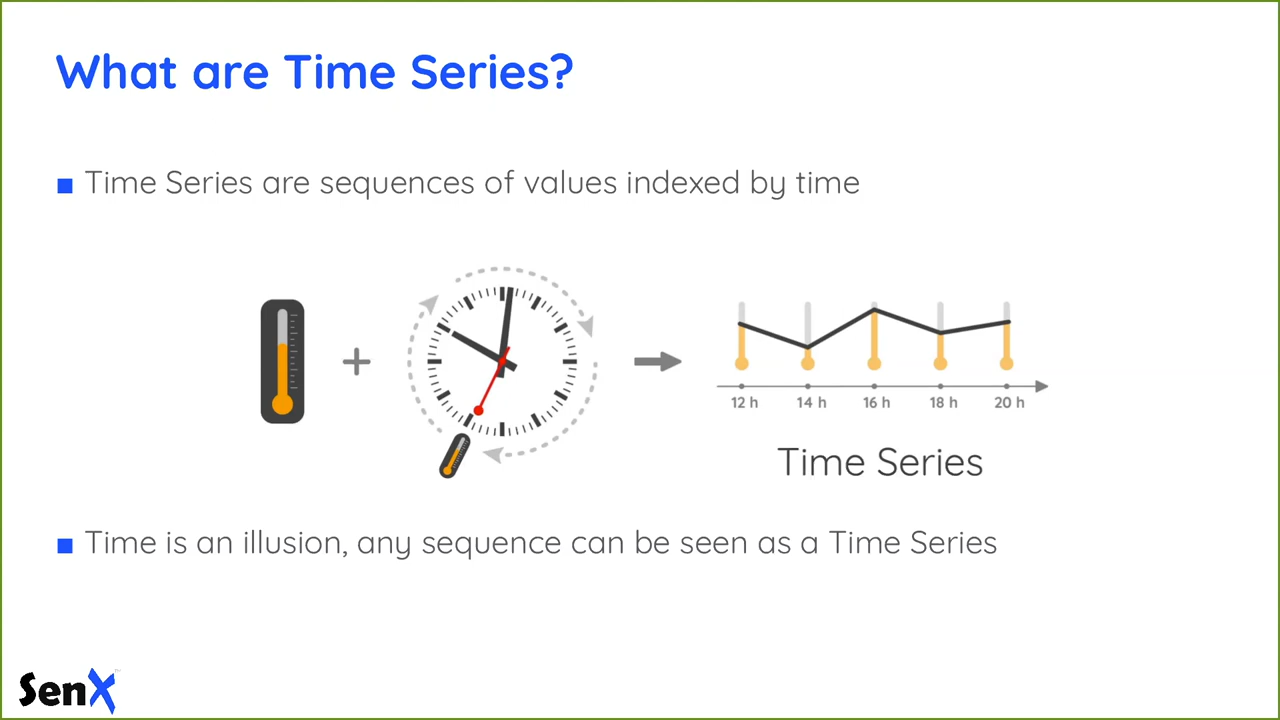 What are Time Series?
Time Series are sequences of values indexed by time
12 h 14 h 16 h 18 h 20 h
Time Series
Time is an illusion, any sequence can be seen as a Time Series
SenX